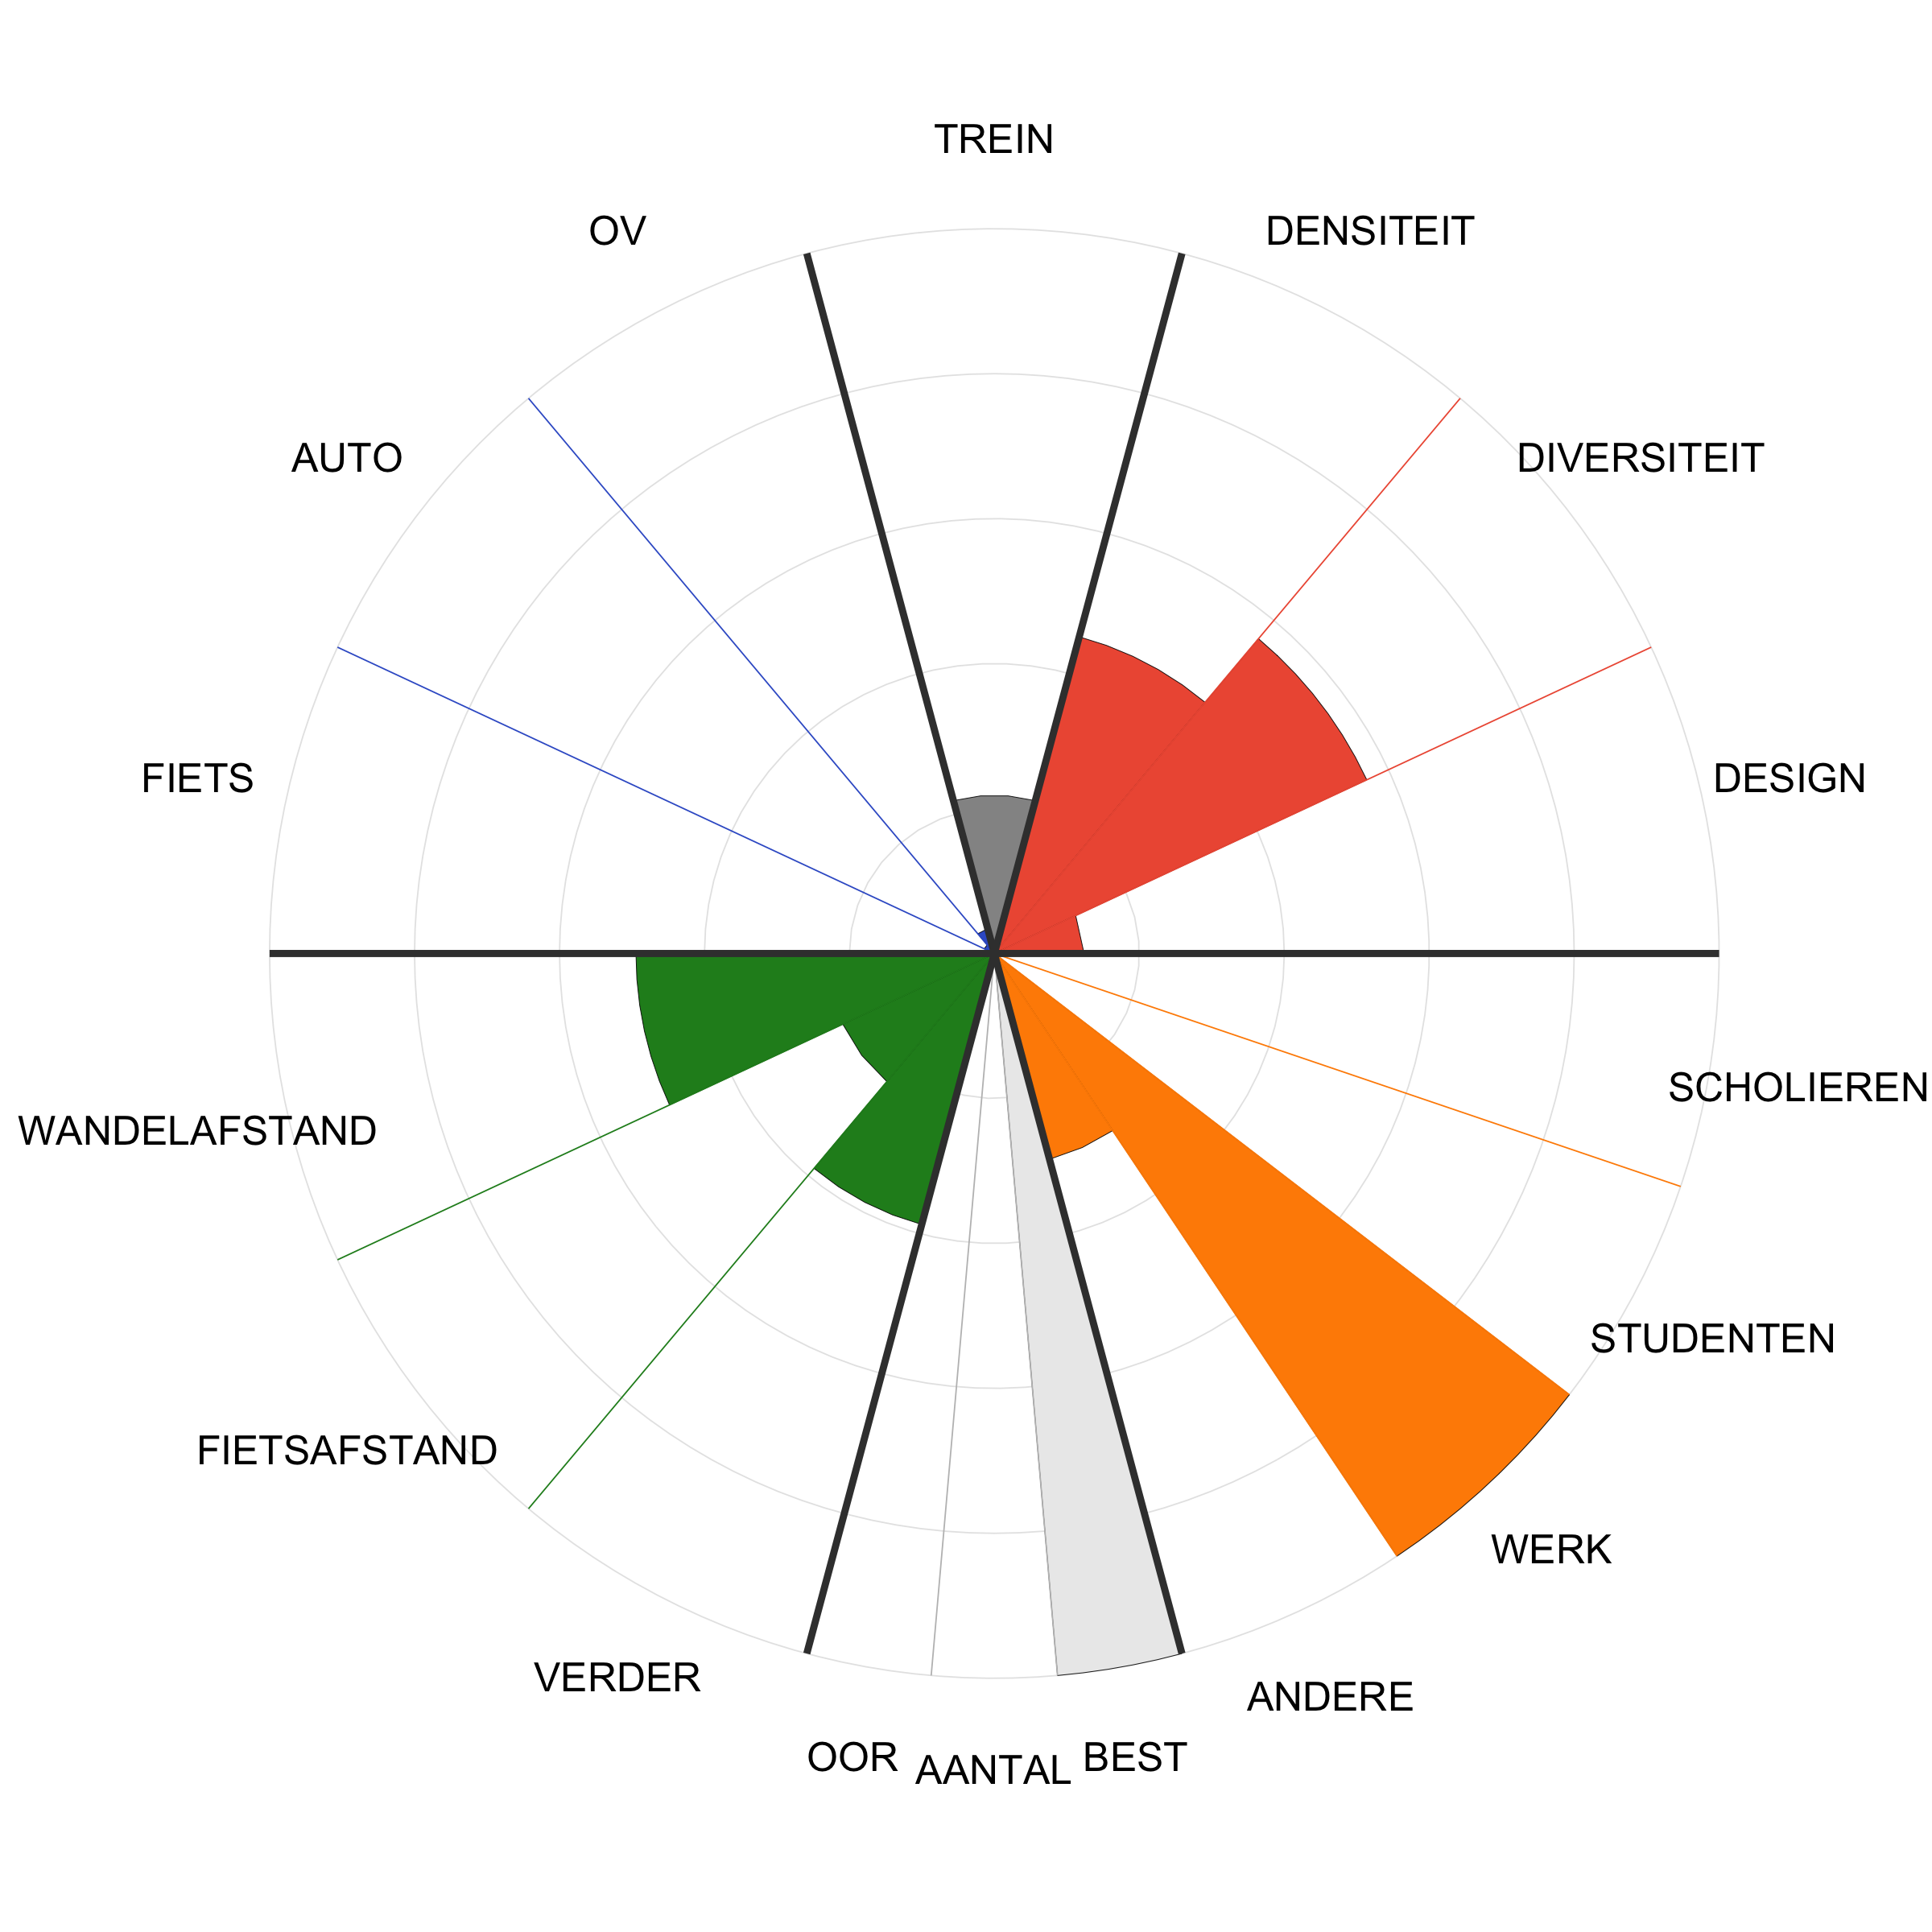 TREIN
OV
DENSITEIT
AUTO
DIVERSITEIT
FIETS
DESIGN
SCHOLIEREN
WANDELAFSTAND
STUDENTEN
FIETSAFSTAND
WERK
VERDER
ANDERE
OOR
AANTAL
BEST